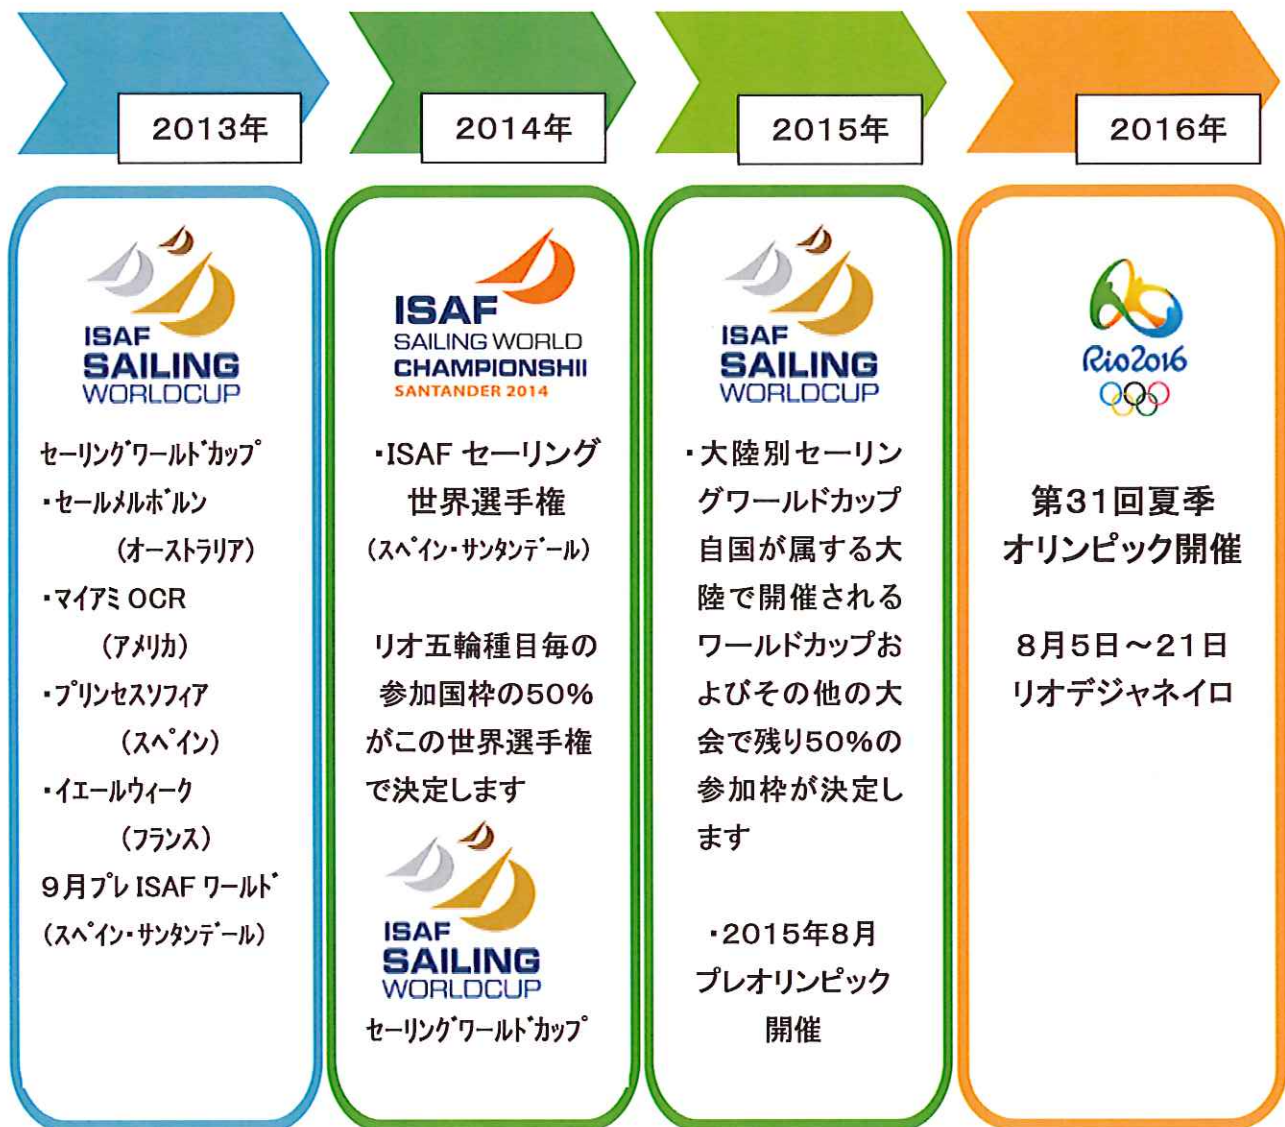 2013年
2014年
2015年
2016年
ISAF
SAILING
WORLDCUP
セーリングワールドカップ
・セールメルボルン
(オーストラリア)
・マイアミ OCR
(アメリカ)
・プリンセスソフィア
(スペイン)
・イエールウィーク
(フランス)
9月プレ ISAF ワールド
(スペイン・サンタンデール)
ISAF
SAILING WORLD
CHAMPIONSHII
SANTANDER 2014
・ISAF セーリング
世界選手権
(スペイン・サンタンデール)
リオ五輪種目毎の
参加国枠の50%
がこの世界選手権
で決定します
ISAF
SAILING
WORLDCUP
セーリングワールドカップ
ISAF
SAILING
WORLDCUP
・大陸別セーリン
グワールドカップ
自国が属する大
陸で開催される
ワールドカップお
よびその他の大
会で残り50%の
参加枠が決定し
ます
・2015年8月
プレオリンピック
開催
Rio2016
第31回夏季
オリンピック開催
8月5日~21日
リオデジャネイロ